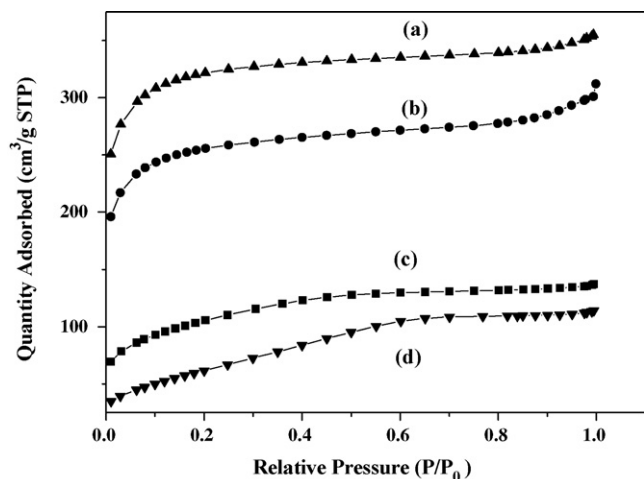 (a)
(b)
(c)
(d)
300
200
100
0.0 0.2 0.4 0.6 0.8 1.0
Quantity Adsorbed (cm³/g STP)
Relative Pressure (P/P₀)